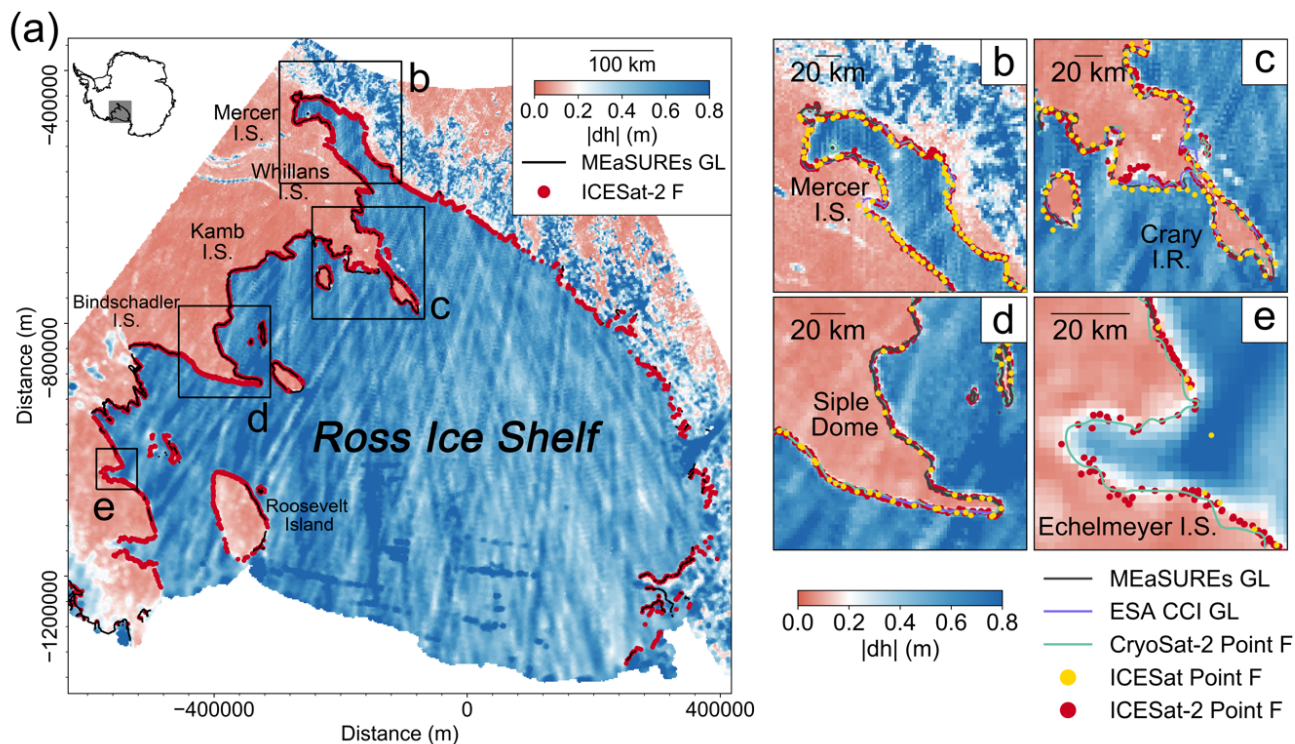 (a)
b
100 km
0.0 0.2 0.4 0.6 0.8
|dh| (m)
MEaSUREs GL
ICESat-2 F
Mercer
I.S.
Whillans
I.S.
Kamb
I.S.
c
Bindschadler
I.S.
d
Ross Ice Shelf
e
Roosevelt
Island
−400000
−800000
−1200000
Distance (m)
−400000 0 400000
Distance (m)
b
20 km
Mercer
I.S.
c
20 km
Crary
I.R.
d
20 km
Siple
Dome
e
20 km
Echelmeyer I.S.
0.0 0.2 0.4 0.6 0.8
|dh| (m)
MEaSUREs GL
ESA CCI GL
CryoSat-2 Point F
ICESat Point F
ICESat-2 Point F